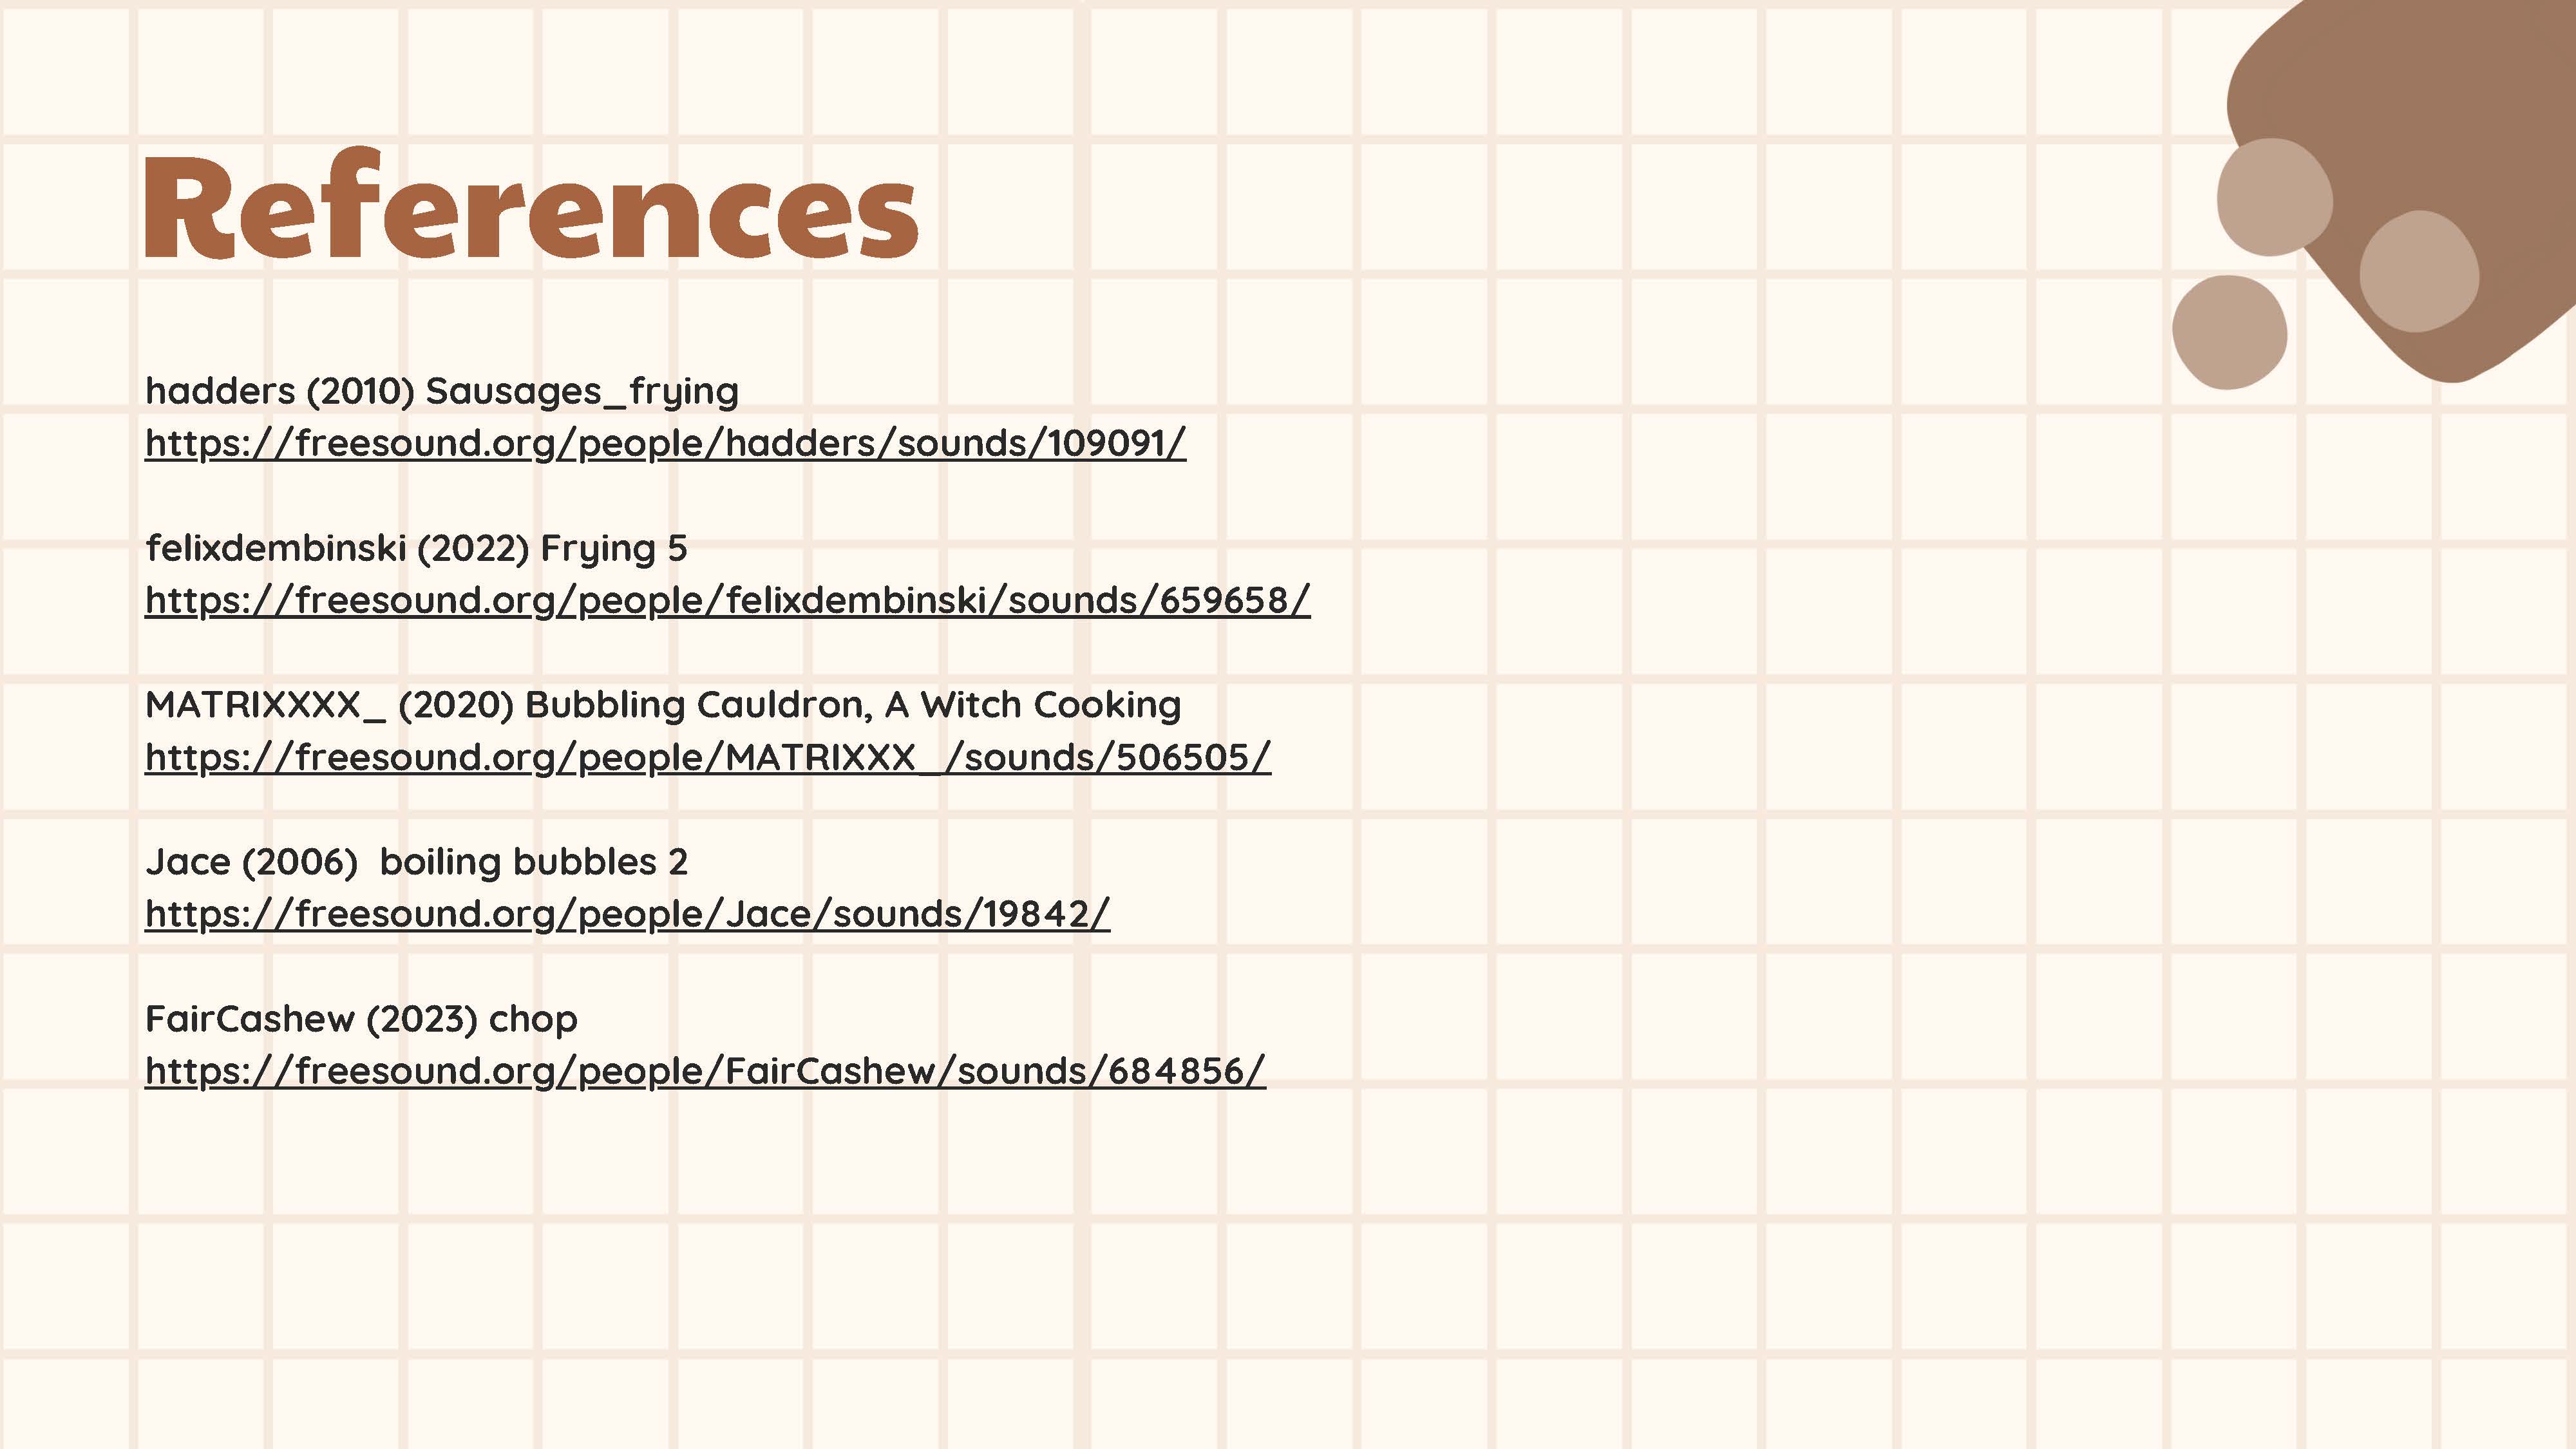 References
hadders (2010) Sausages_frying
https://freesound.org/people/hadders/sounds/109091/
felixdembinski (2022) Frying 5
https://freesound.org/people/felixdembinski/sounds/659658/
MATRIXXXX_ (2020) Bubbling Cauldron, A Witch Cooking
https://freesound.org/people/MATRIXXX_/sounds/506505/
Jace (2006)  boiling bubbles 2
https://freesound.org/people/Jace/sounds/19842/
FairCashew (2023) chop
https://freesound.org/people/FairCashew/sounds/684856/